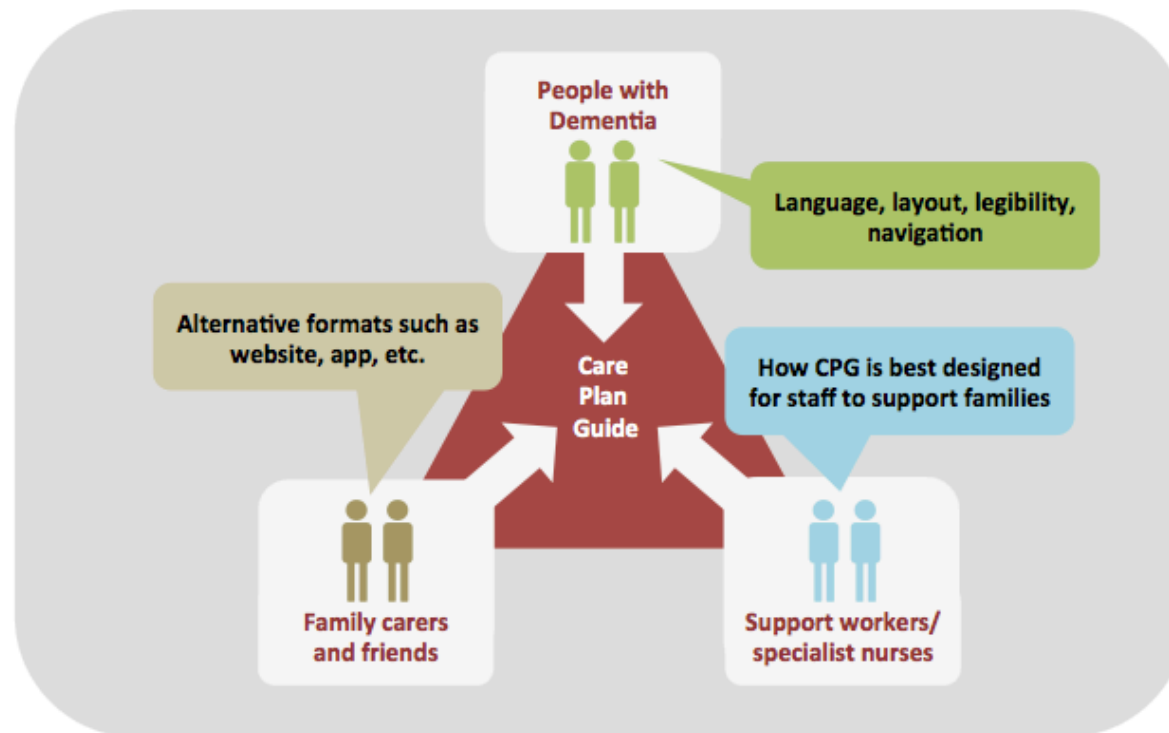 People with
Dementia
Language, layout, legibility,
navigation
Alternative formats such as
website, app, etc.
How CPG is best designed
for staff to support families
Care
Plan
Guide
Family carers
and friends
Support workers/
specialist nurses